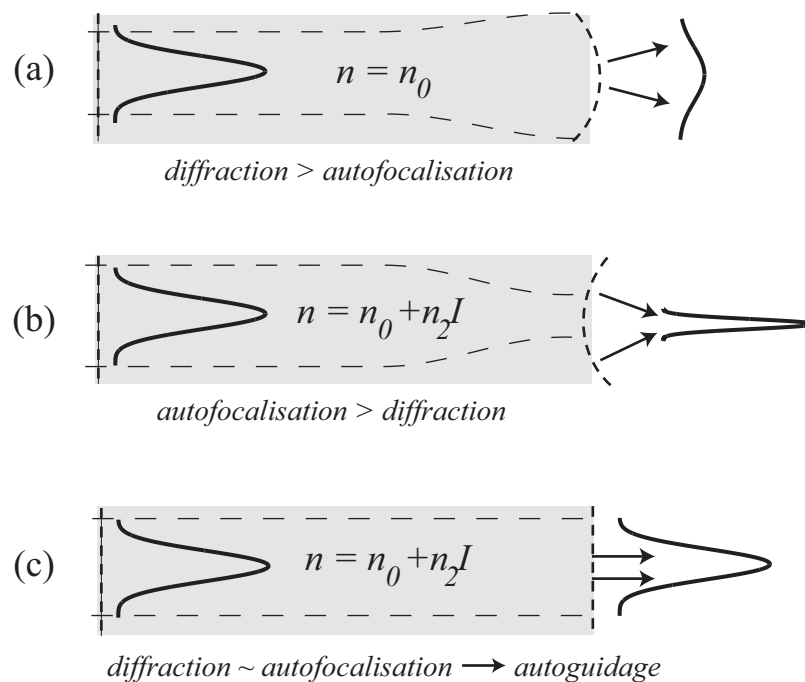 (a)
n = n₀
diffraction > autofocalisation
(b)
n = n₀+n₂I
autofocalisation > diffraction
(c)
n = n₀+n₂I
diffraction ~ autofocalisation → autoguidage